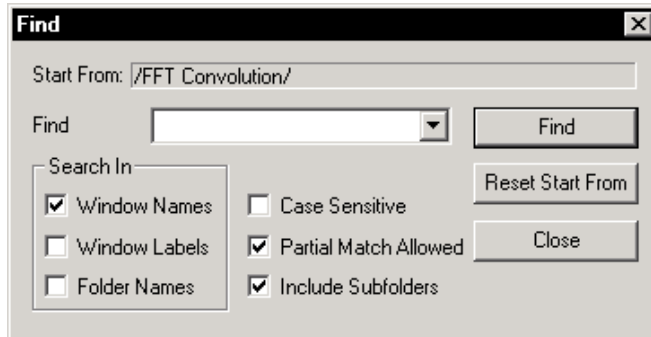 Find
Start From: /FFT Convolution/
Find
Find
Search In
Window Names
Window Labels
Folder Names
Case Sensitive
Partial Match Allowed
Include Subfolders
Reset Start From
Close